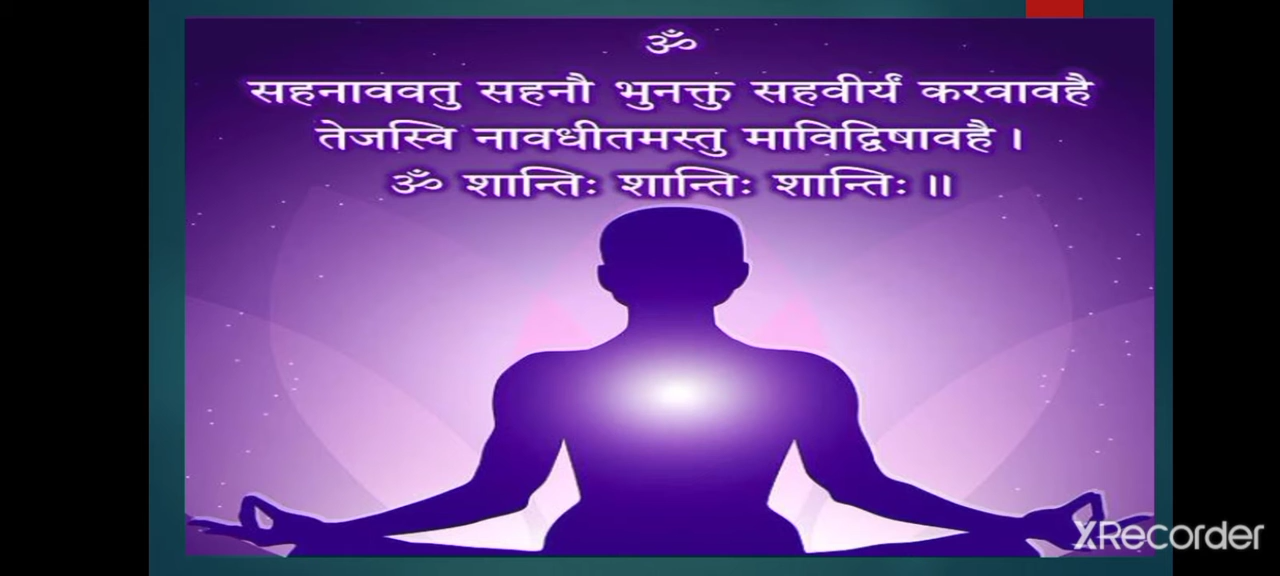 ॐ
सहनाववतु सहनौ भुनक्तु सहवीर्यं करवावहै
तेजस्वि नावधीतमस्तु माविद्विषावहै।
ॐ शान्तिः शान्तिः शान्तिः॥
XRecorder